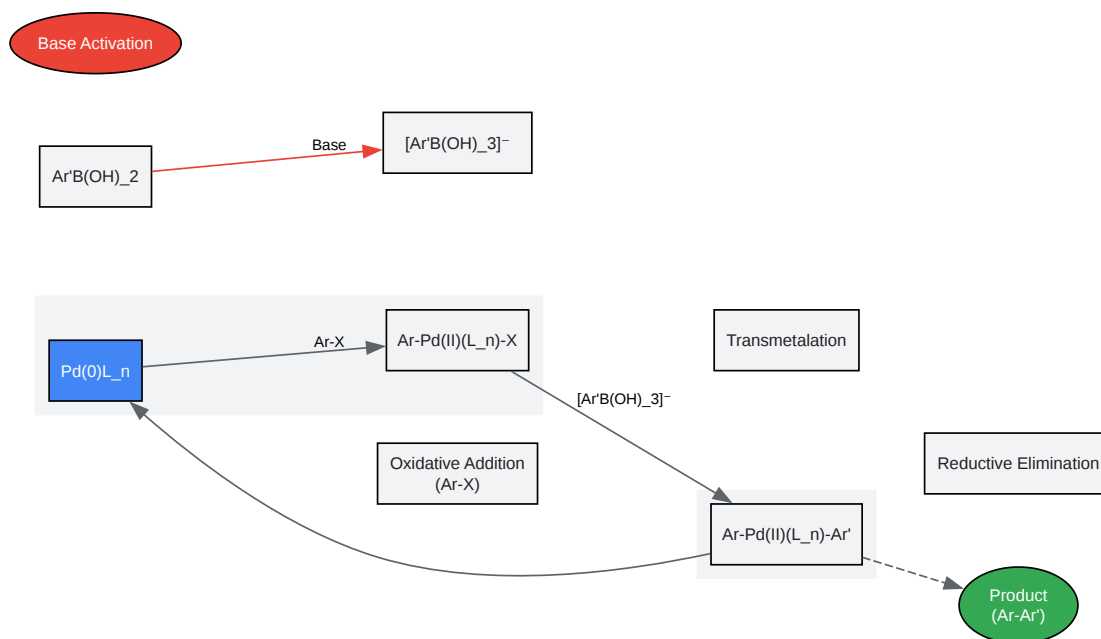 Base Activation
Base
Ar'B(OH)_2
[Ar'B(OH)_3]⁻
Ar-X
Pd(0)L_n
Ar-Pd(II)(L_n)-X
Transmetalation
[Ar'B(OH)_3]⁻
Oxidative Addition
(Ar-X)
Reductive Elimination
Ar-Pd(II)(L_n)-Ar'
Product
(Ar-Ar')